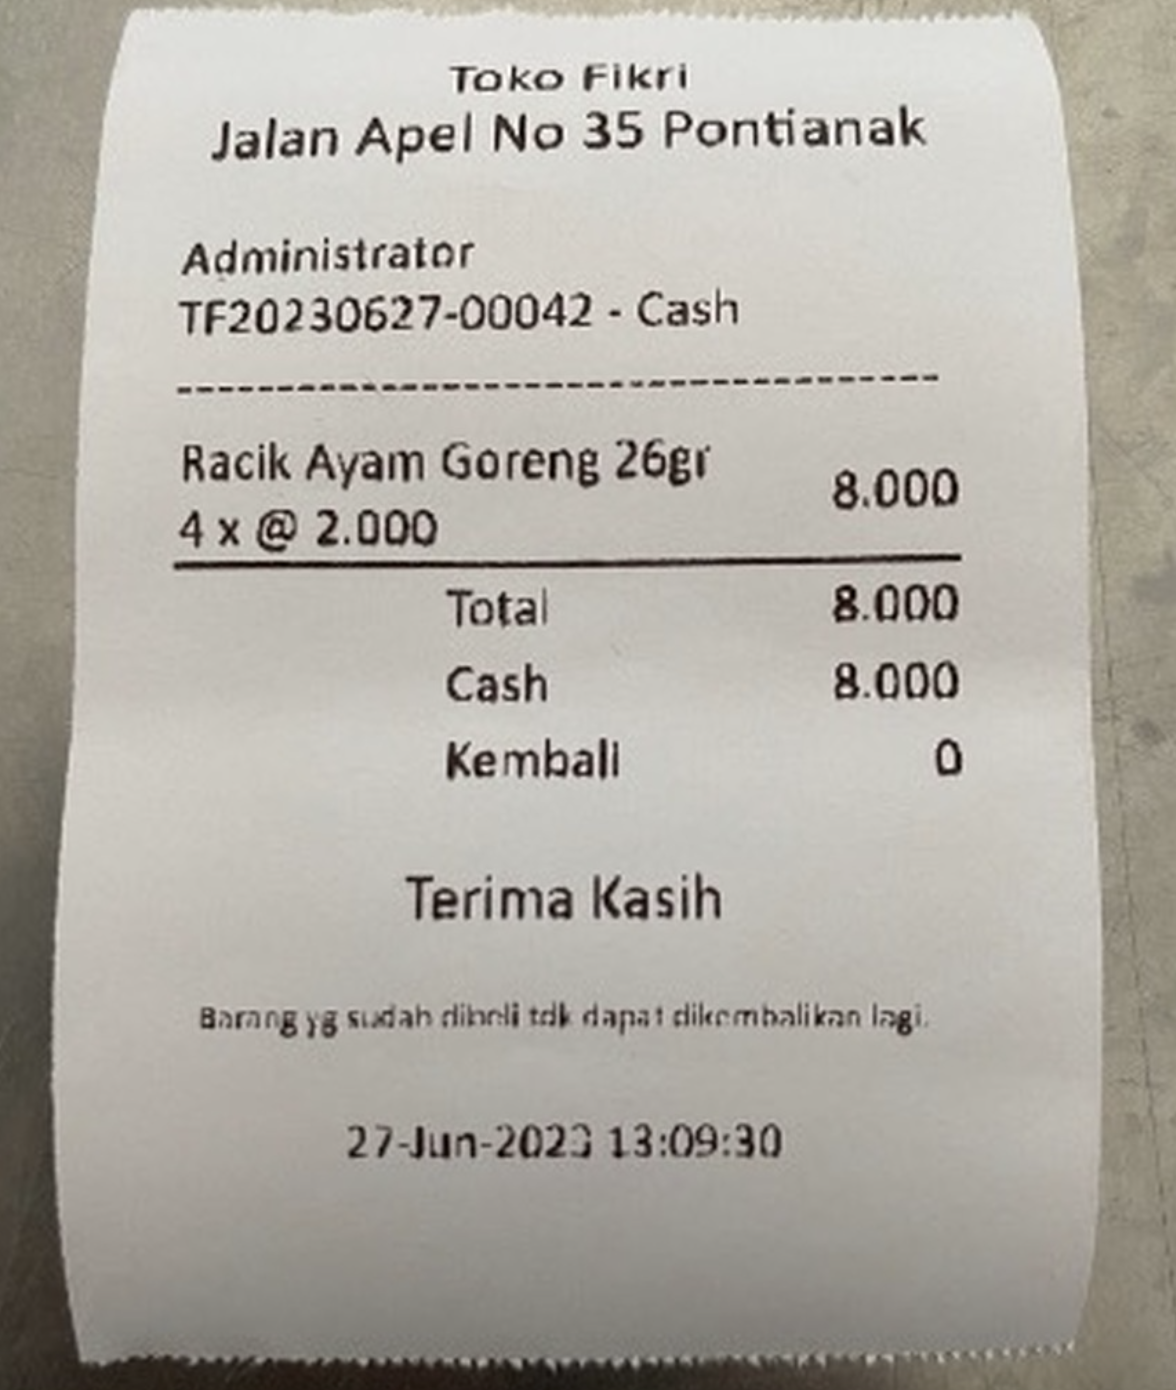 Toko Fikri
Jalan Apel No 35 Pontianak
Administrator
TF20230627-00042 - Cash
--------------------------------------
Racik Ayam Goreng 26gr
4 x @ 2.000 8.000
Total 8.000
Cash 8.000
Kembali 0
Terima Kasih
Barang yg sudah dibeli tdk dapat dikembalikan lagi.
27-Jun-2023 13:09:30